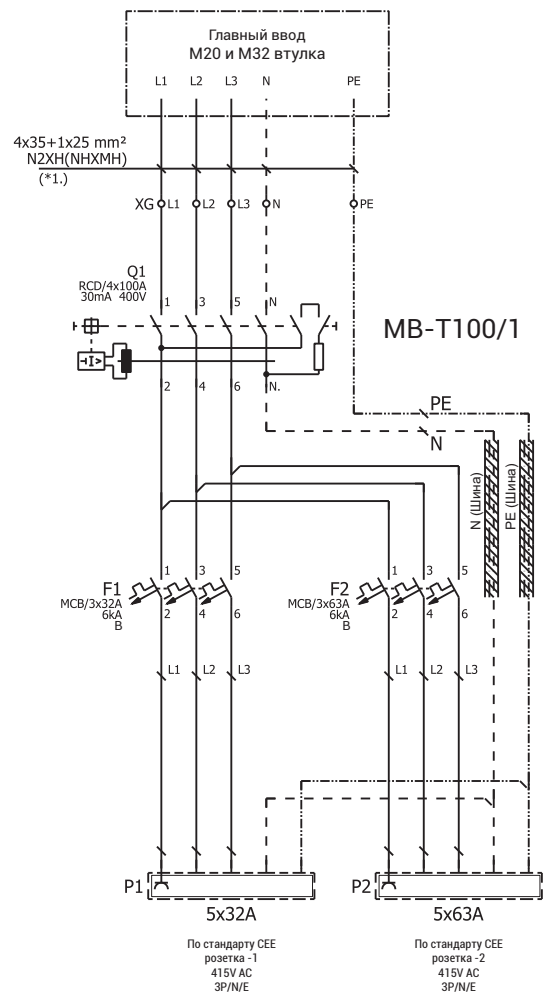 Главный ввод
M20 и M32 втулка
L1 L2 L3 N PE
4x35+1x25 mm²
N2XH(NHXMH)
(*1.)
XG L1 L2 L3 N PE
Q1
RCD/4x100A
30mA 400V
1 3 5 N
MB-T100/1
I>
2 4 6 N.
PE
N
N (Шина)
PE (Шина)
F1
MCB/3x32A
6kA
B
1 3 5
2 4 6
F2
MCB/3x63A
6kA
B
1 3 5
2 4 6
L1 L2 L3
L1 L2 L3
P1
5x32A
P2
5x63A
По стандарту CEE
розетка -1
415V AC
3P/N/E
По стандарту CEE
розетка -2
415V AC
3P/N/E